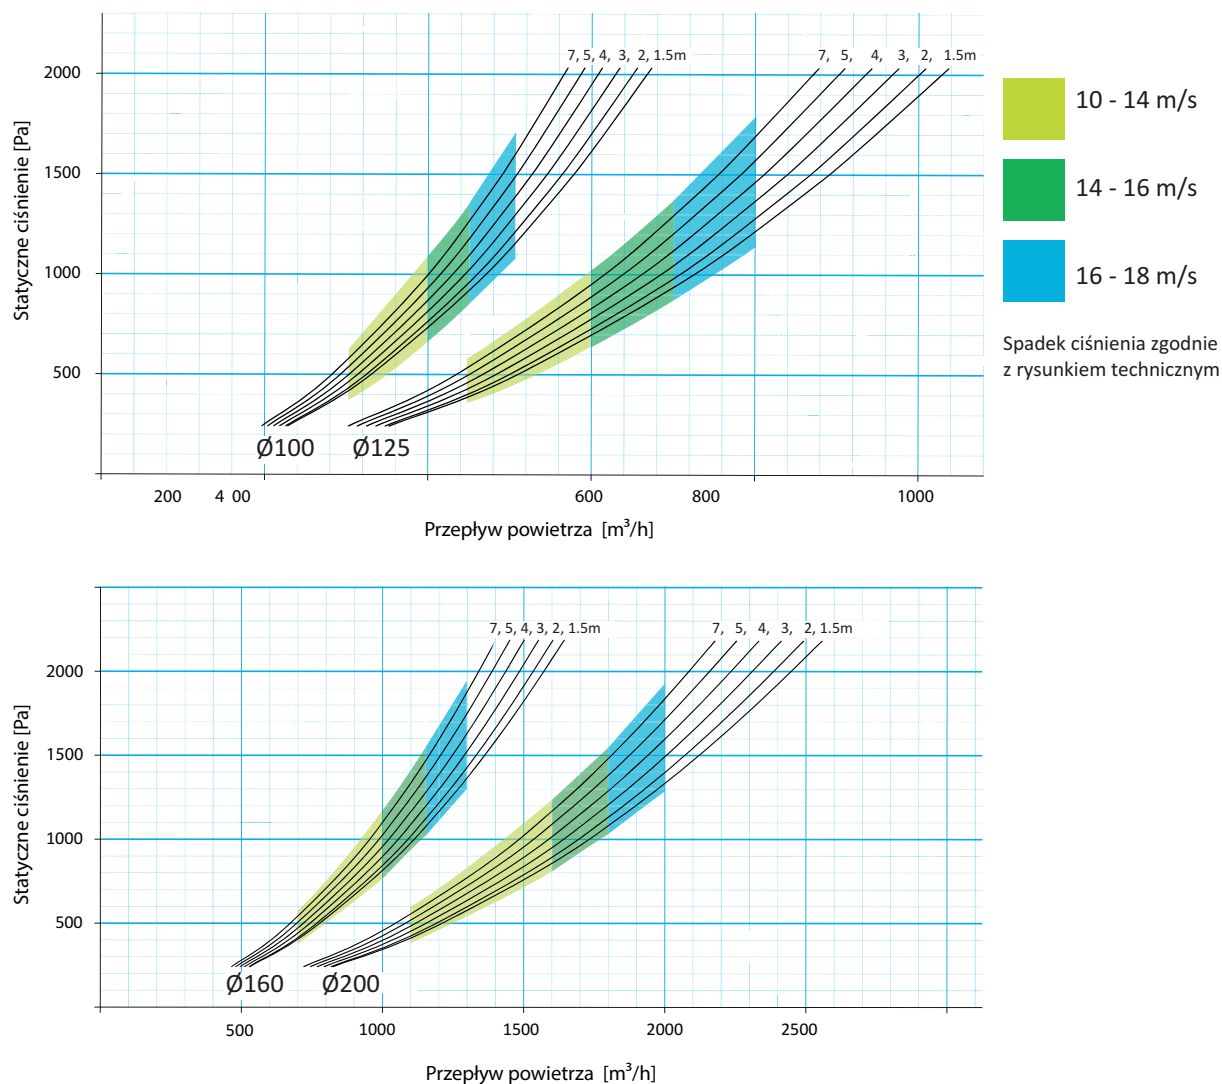 7, 5, 4, 3, 2, 1.5m
7, 5, 4, 3, 2, 1.5m
2000
1500
1000
500
Statyczne ciśnienie [Pa]
Ø100
Ø125
200 4 00 600 800 1000
Przepływ powietrza [m³/h]
10 - 14 m/s
14 - 16 m/s
16 - 18 m/s
Spadek ciśnienia zgodnie
z rysunkiem technicznym
7, 5, 4, 3, 2, 1.5m
7, 5, 4, 3, 2, 1.5m
2000
1500
1000
500
Statyczne ciśnienie [Pa]
Ø160
Ø200
500 1000 1500 2000 2500
Przepływ powietrza [m³/h]